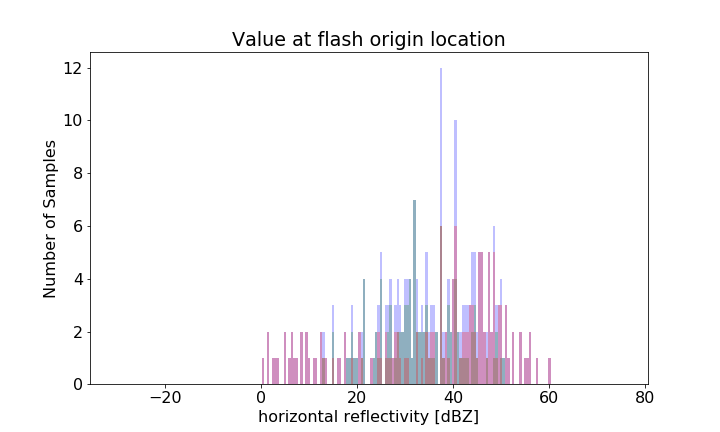 Value at flash origin location
Number of Samples
12
10
8
6
4
2
0
−20 0 20 40 60 80
horizontal reflectivity [dBZ]